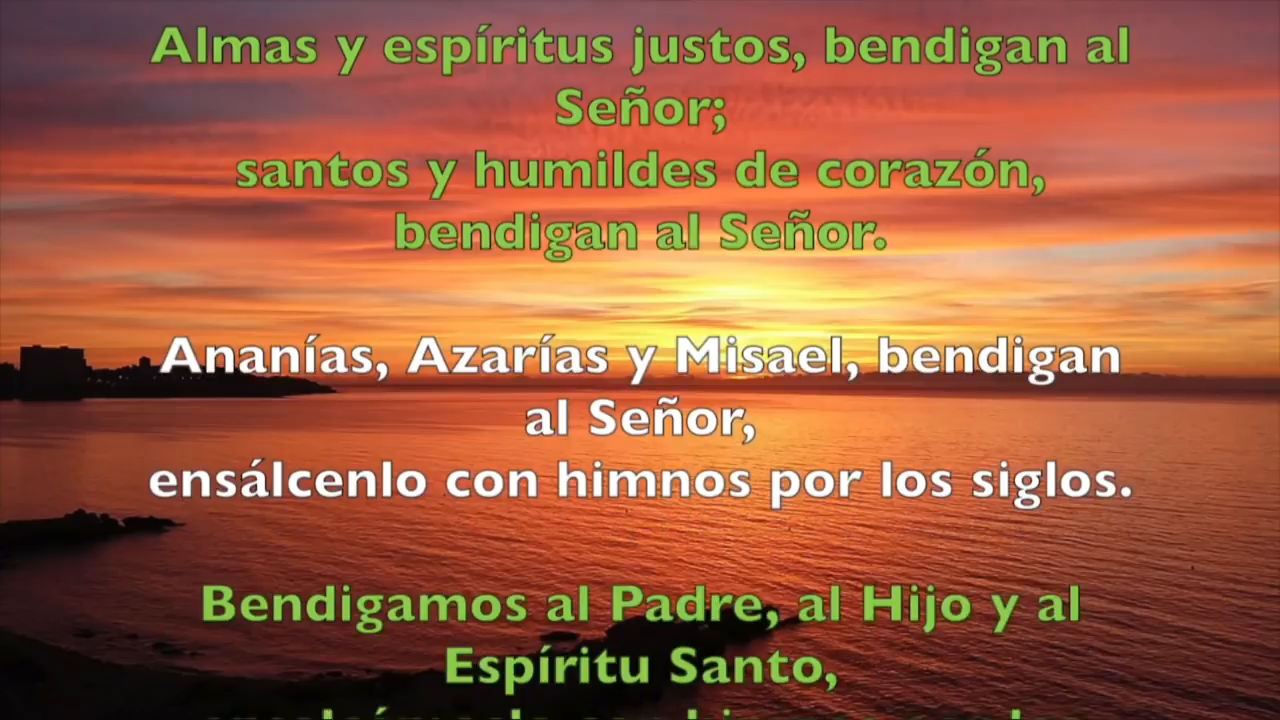 Almas y espíritus justos, bendigan al
Señor;
santos y humildes de corazón,
bendigan al Señor.
Ananías, Azarías y Misael, bendigan
al Señor,
ensálcenlo con himnos por los siglos.
Bendigamos al Padre, al Hijo y al
Espíritu Santo,